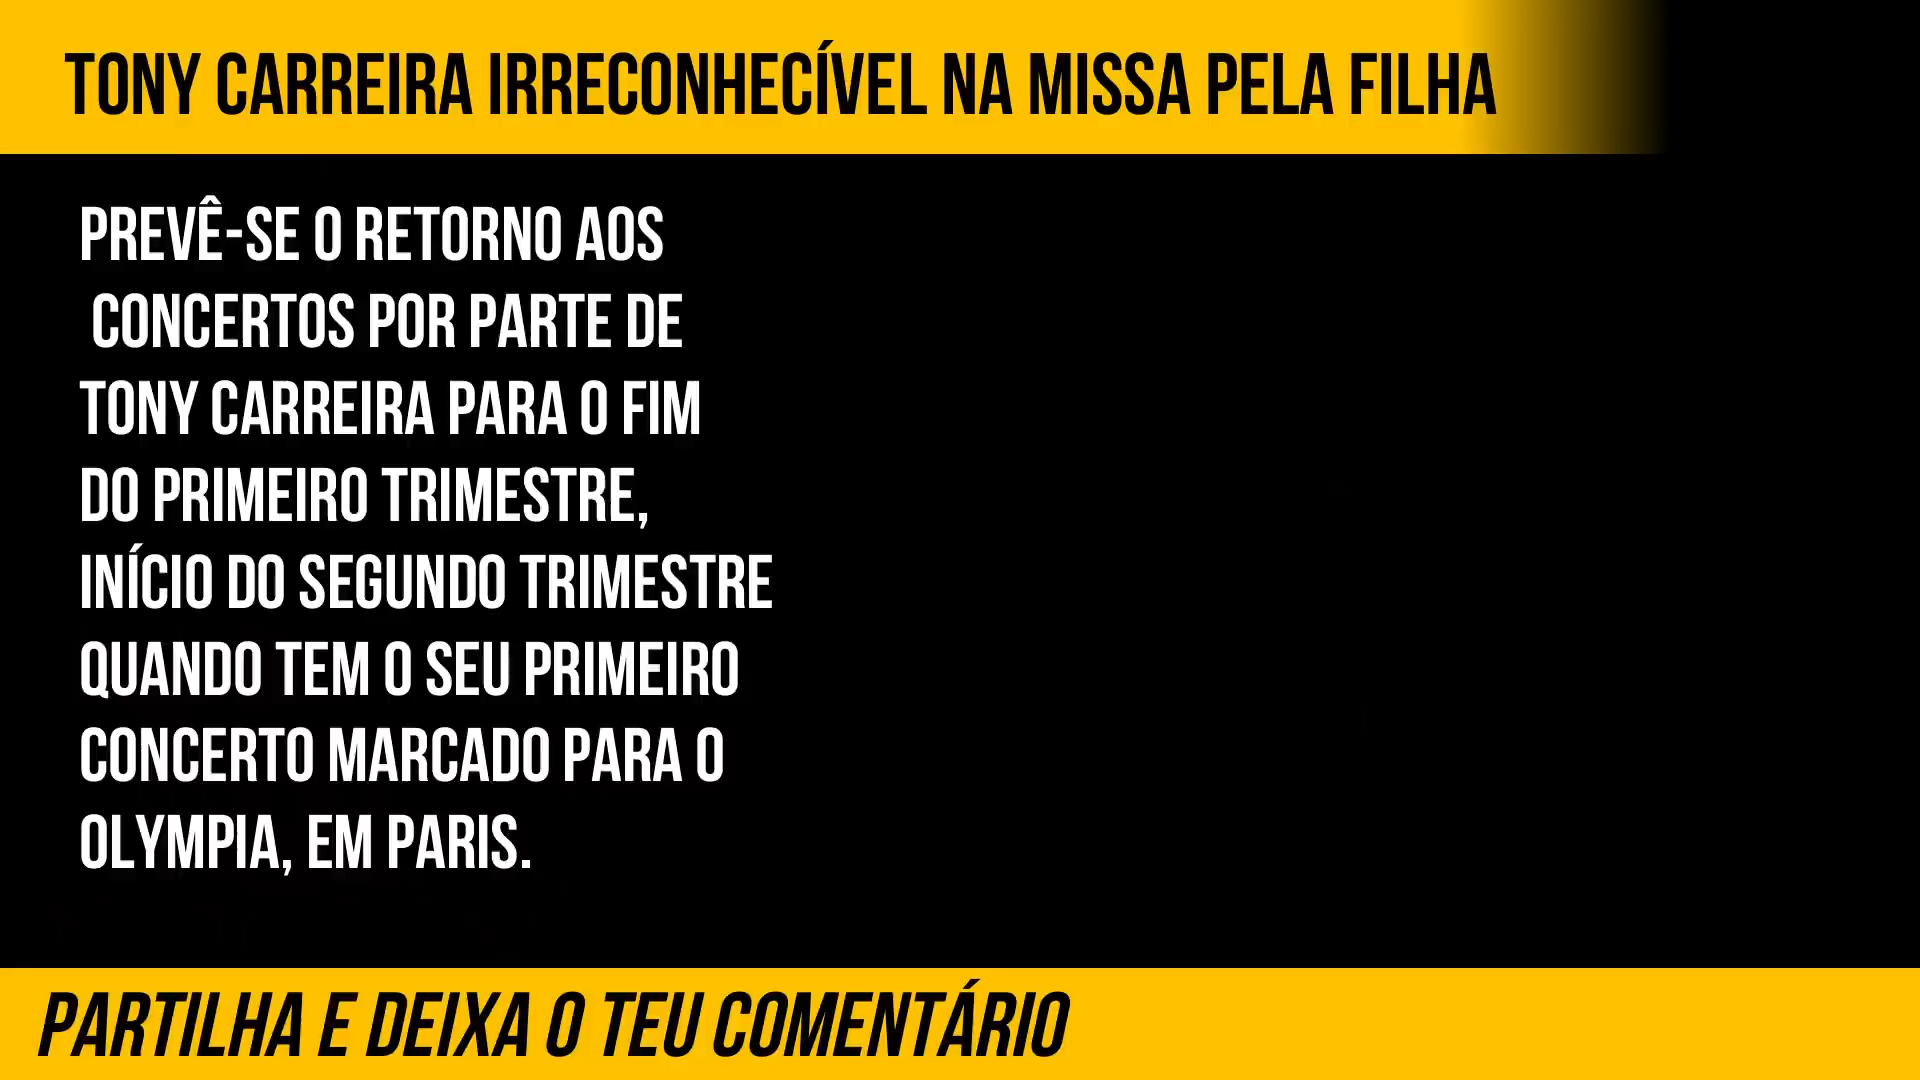 TONY CARREIRA IRRECONHECÍVEL NA MISSA PELA FILHA
PREVÊ-SE O RETORNO AOS
CONCERTOS POR PARTE DE
TONY CARREIRA PARA O FIM
DO PRIMEIRO TRIMESTRE,
INÍCIO DO SEGUNDO TRIMESTRE
QUANDO TEM O SEU PRIMEIRO
CONCERTO MARCADO PARA O
OLYMPIA, EM PARIS.
PARTILHA E DEIXA O TEU COMENTÁRIO